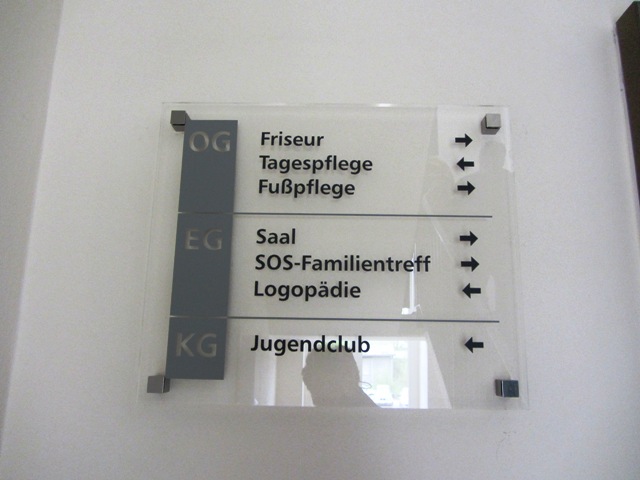 OG Friseur →
Tagespflege ←
Fußpflege →
EG Saal →
SOS-Familientreff →
Logopädie ←
KG Jugendclub ←